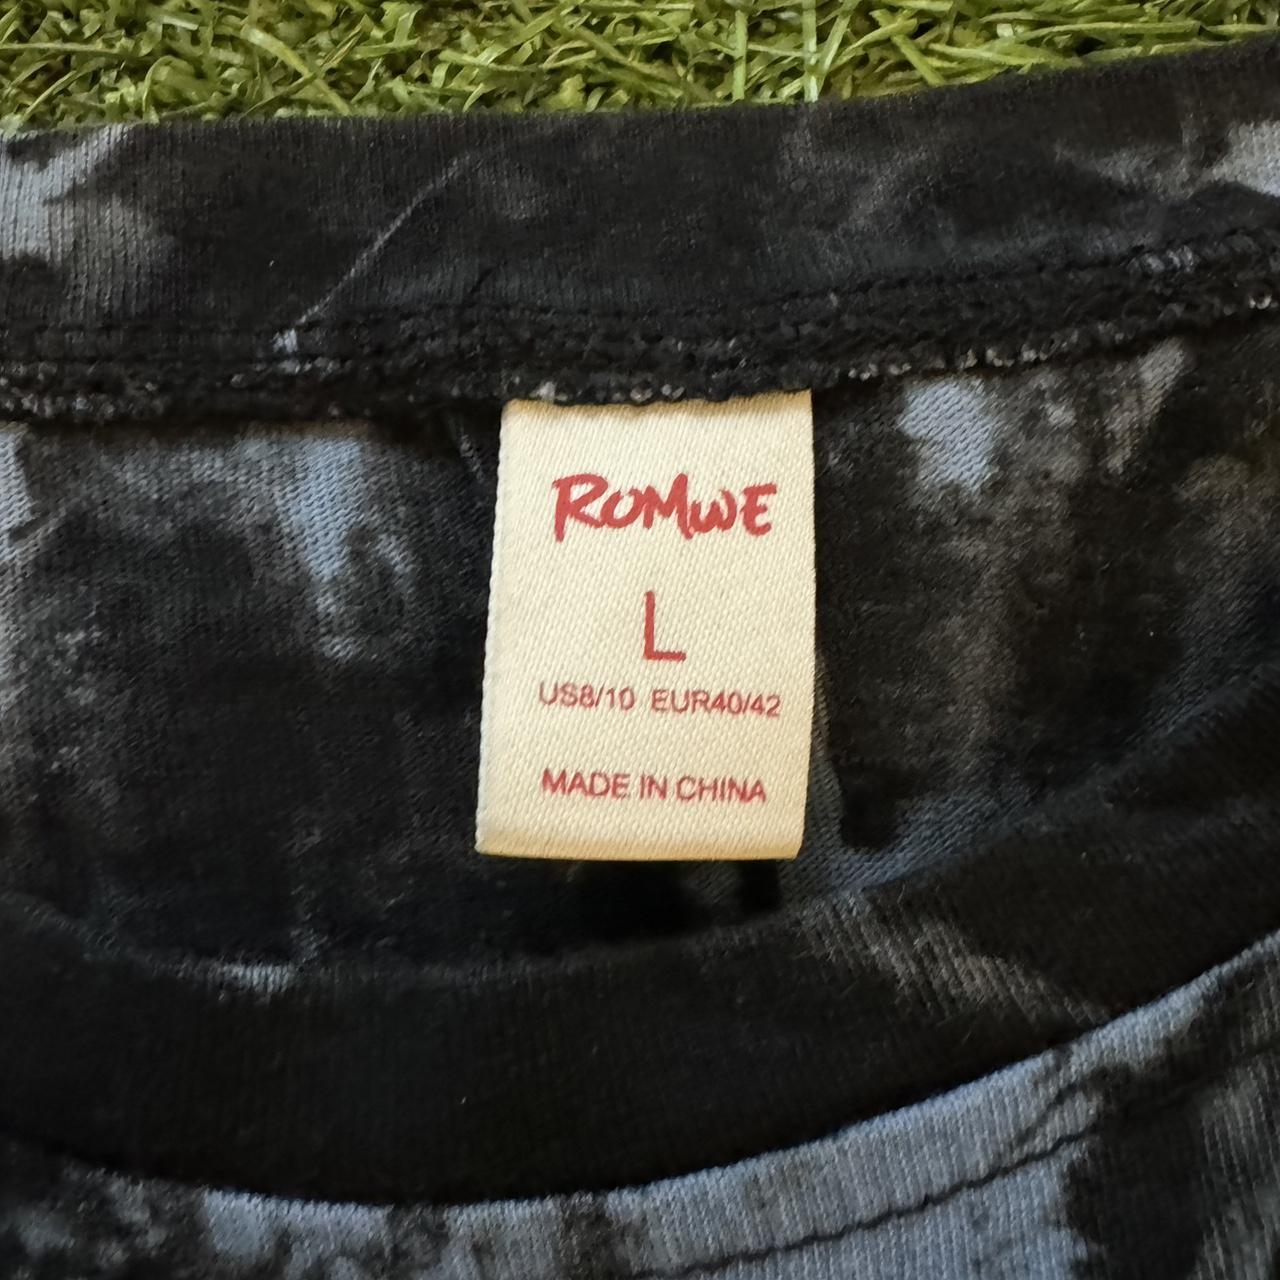 ROMWE
L
US8/10 EUR40/42
MADE IN CHINA